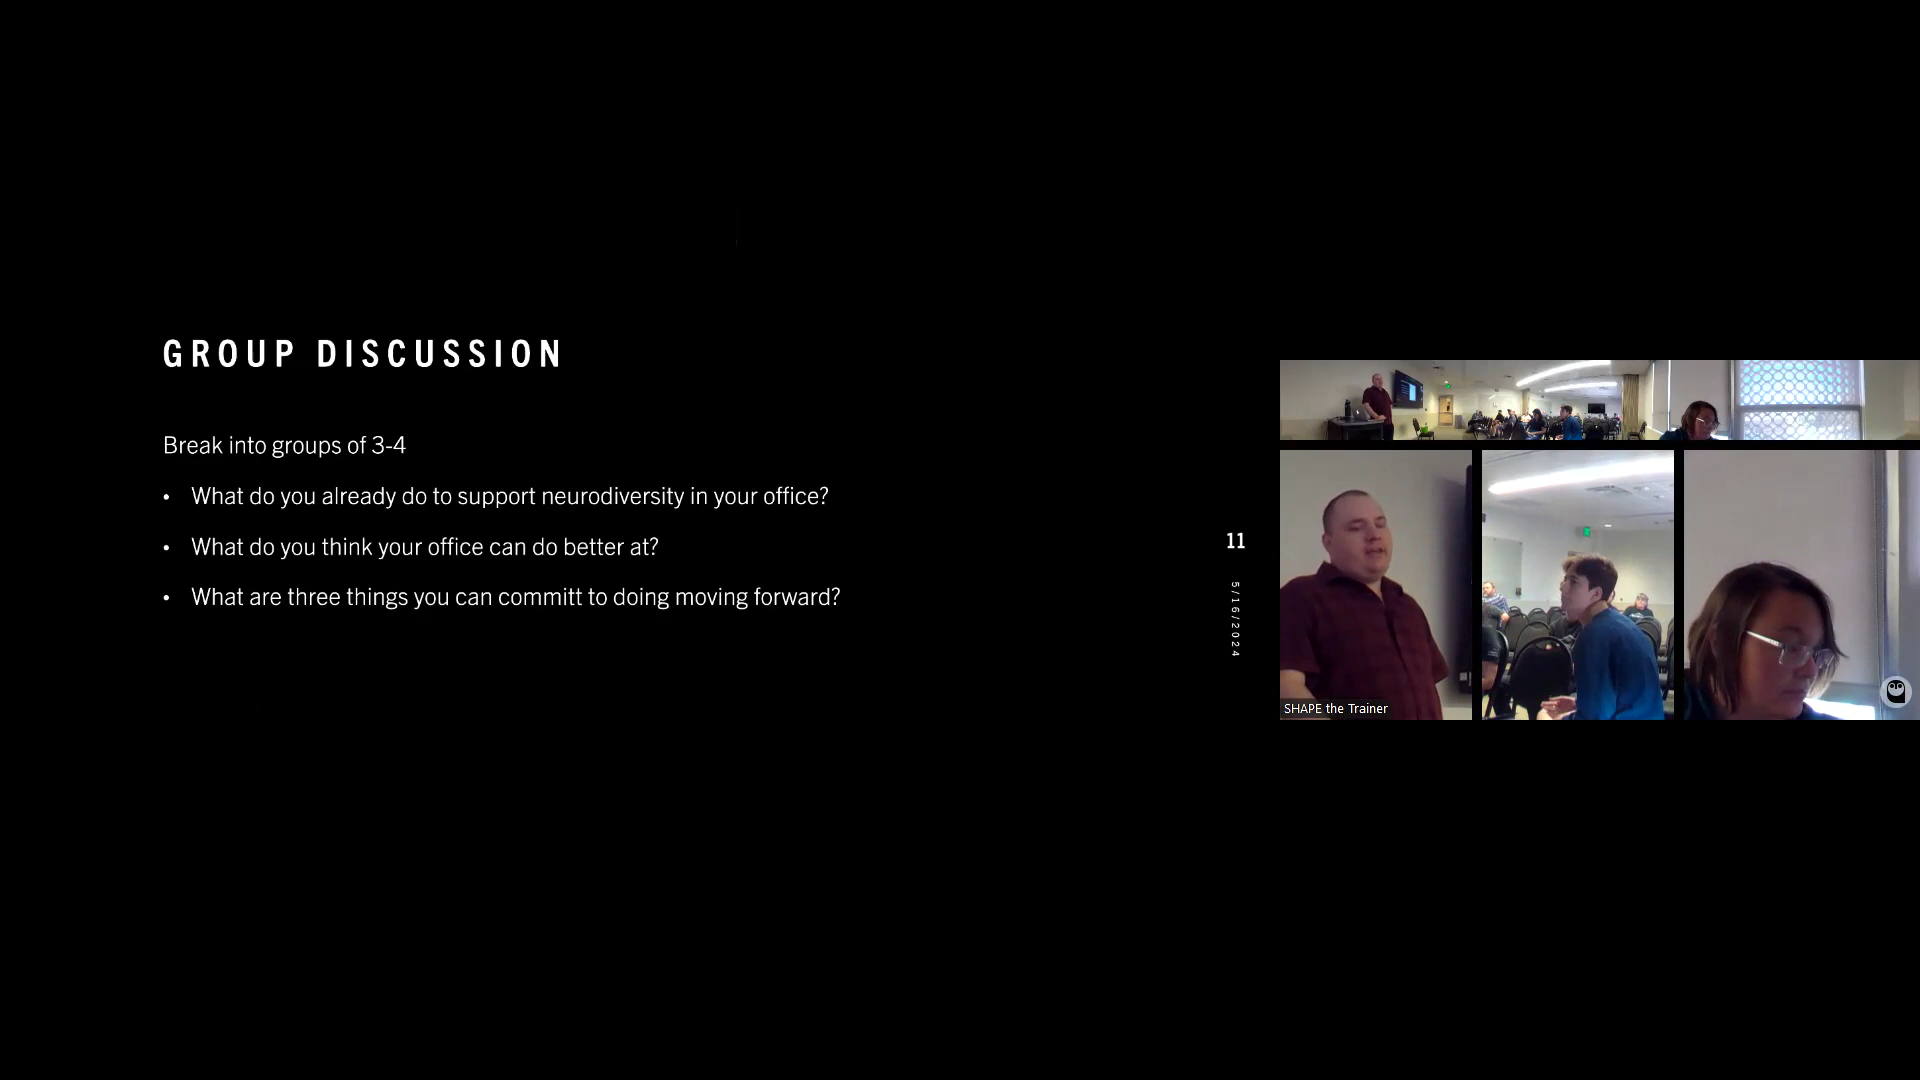 GROUP DISCUSSION
Break into groups of 3-4
• What do you already do to support neurodiversity in your office?
• What do you think your office can do better at?
• What are three things you can committ to doing moving forward?
11
5/16/2024
SHAPE the Trainer